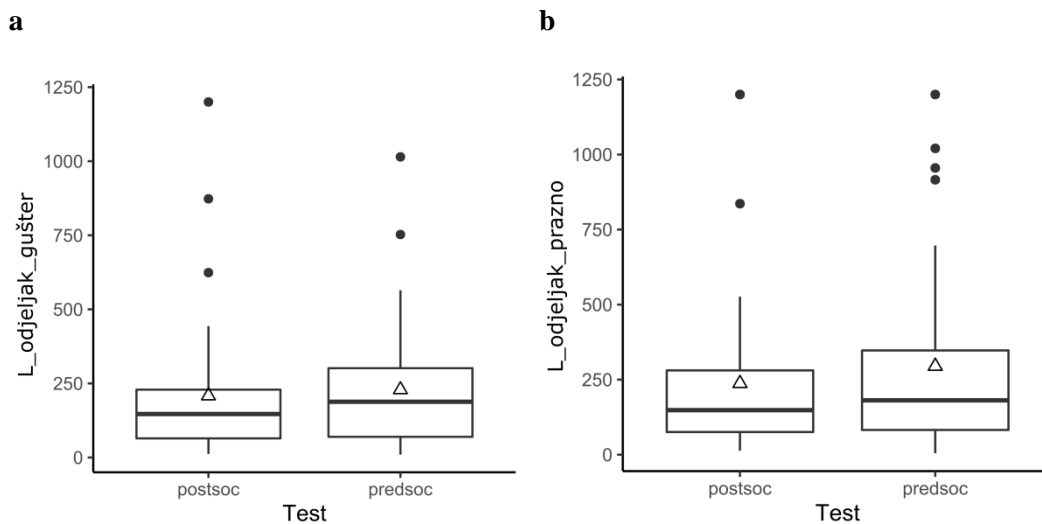 a
L_odjeljak_gušter
1250
1000
750
500
250
0
postsoc
predsoc
Test
b
L_odjeljak_prazno
1250
1000
750
500
250
0
postsoc
predsoc
Test